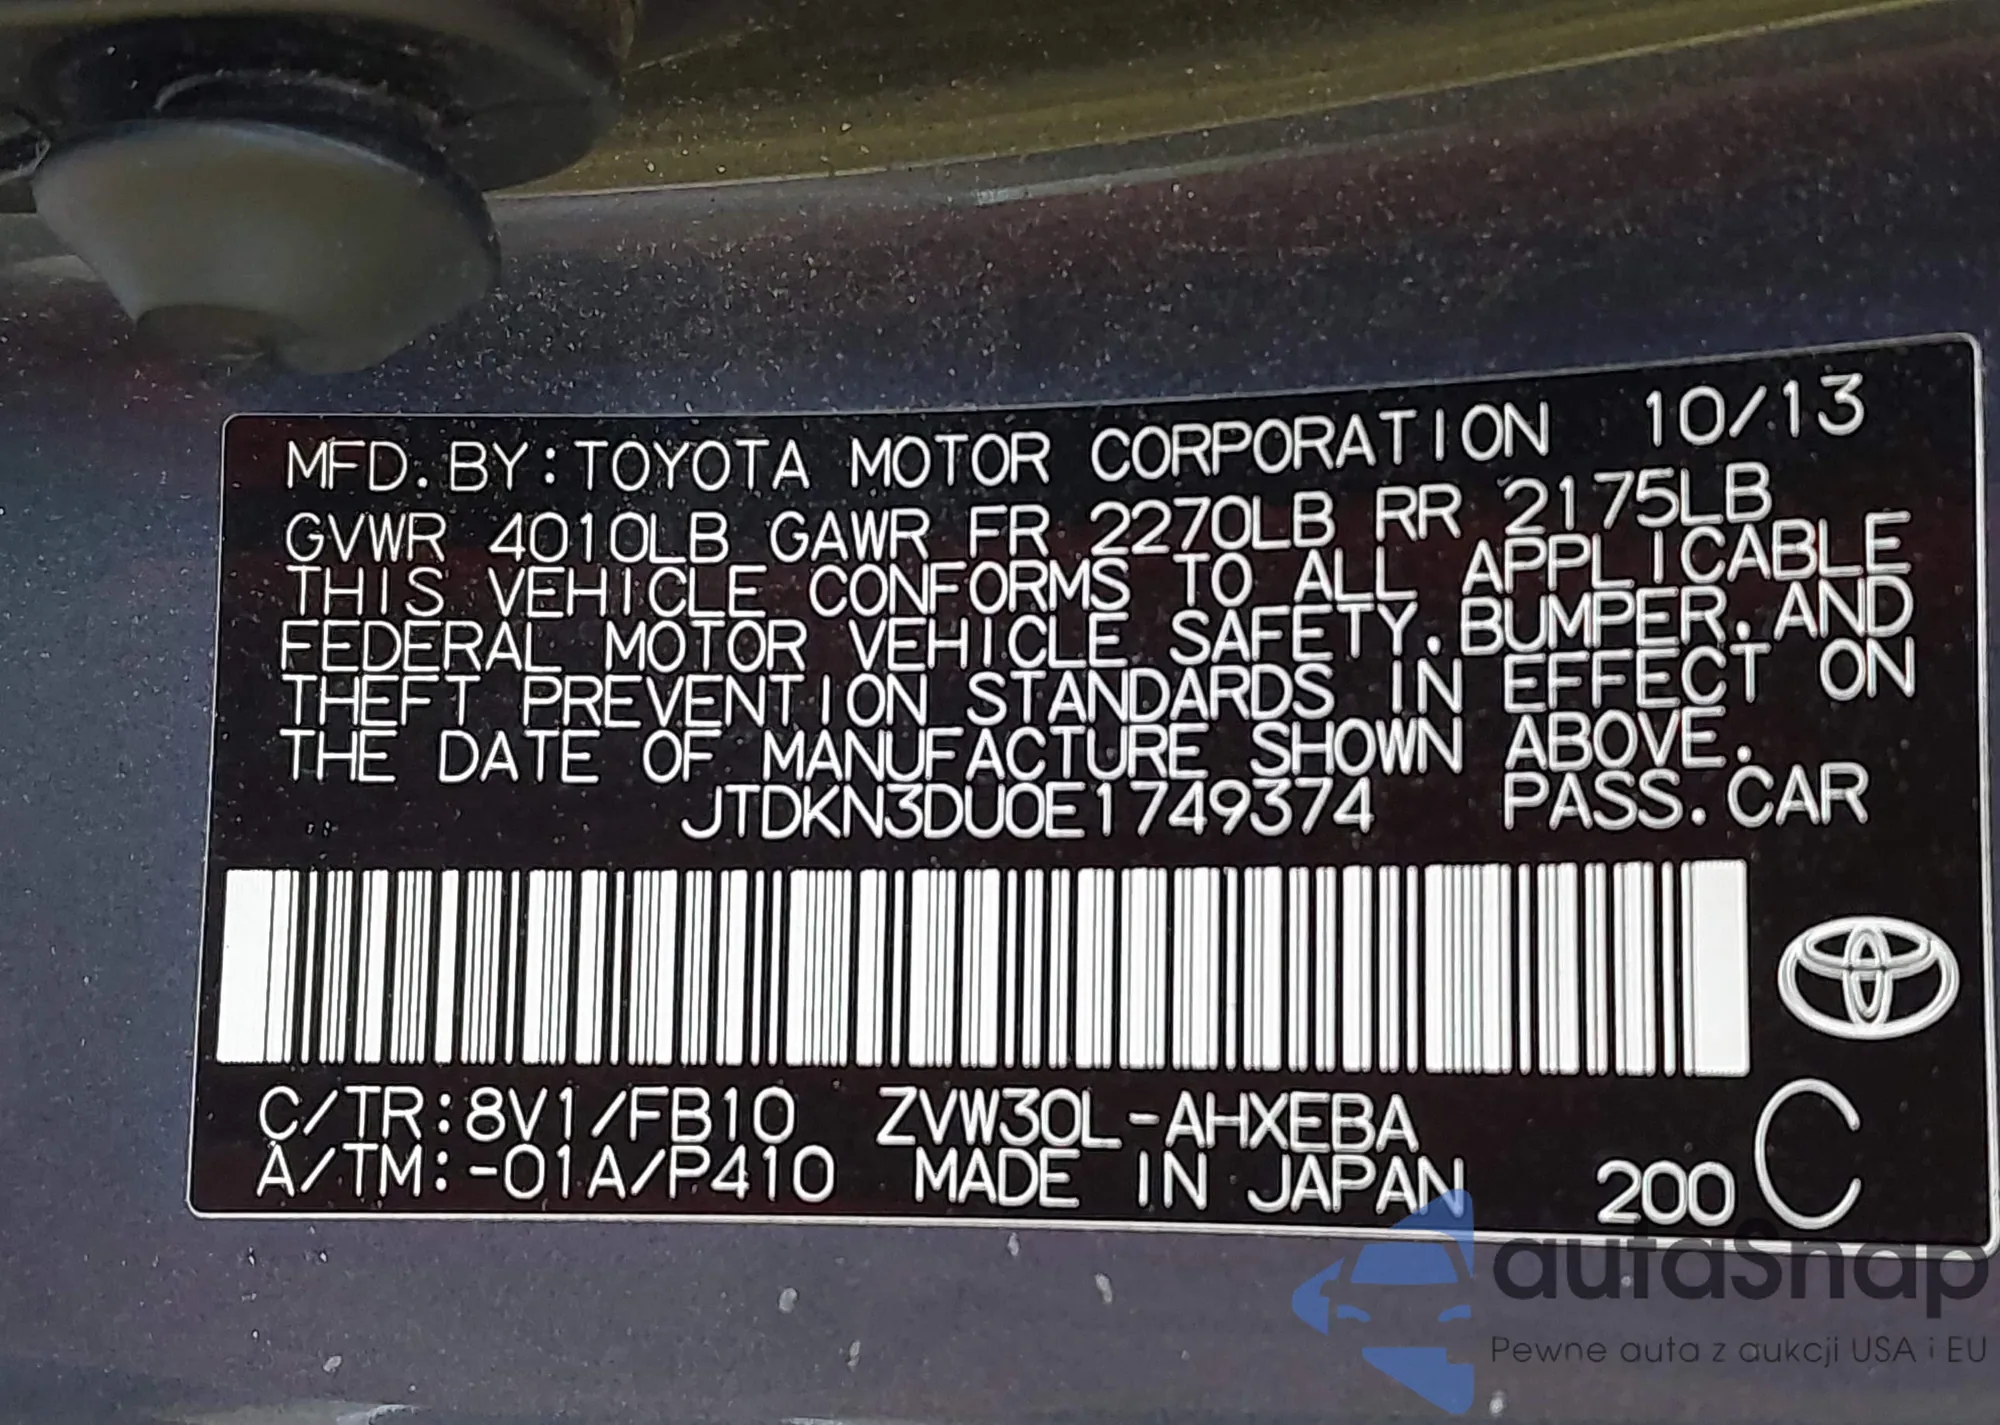 MFD.BY:TOYOTA MOTOR CORPORATION 10/13
GVWR 4010LB GAWR FR 2270LB RR 2175LB
THIS VEHICLE CONFORMS TO ALL APPLICABLE
FEDERAL MOTOR VEHICLE SAFETY,BUMPER,AND
THEFT PREVENTION STANDARDS IN EFFECT ON
THE DATE OF MANUFACTURE SHOWN ABOVE.
JTDKN3DU0E1749374 PASS.CAR
C/TR:8V1/FB10 ZVW30L-AHXEBA
A/TM:-01A/P410 MADE IN JAPAN 200 C
autaSnap
Pewne auta z aukcji USA i EU